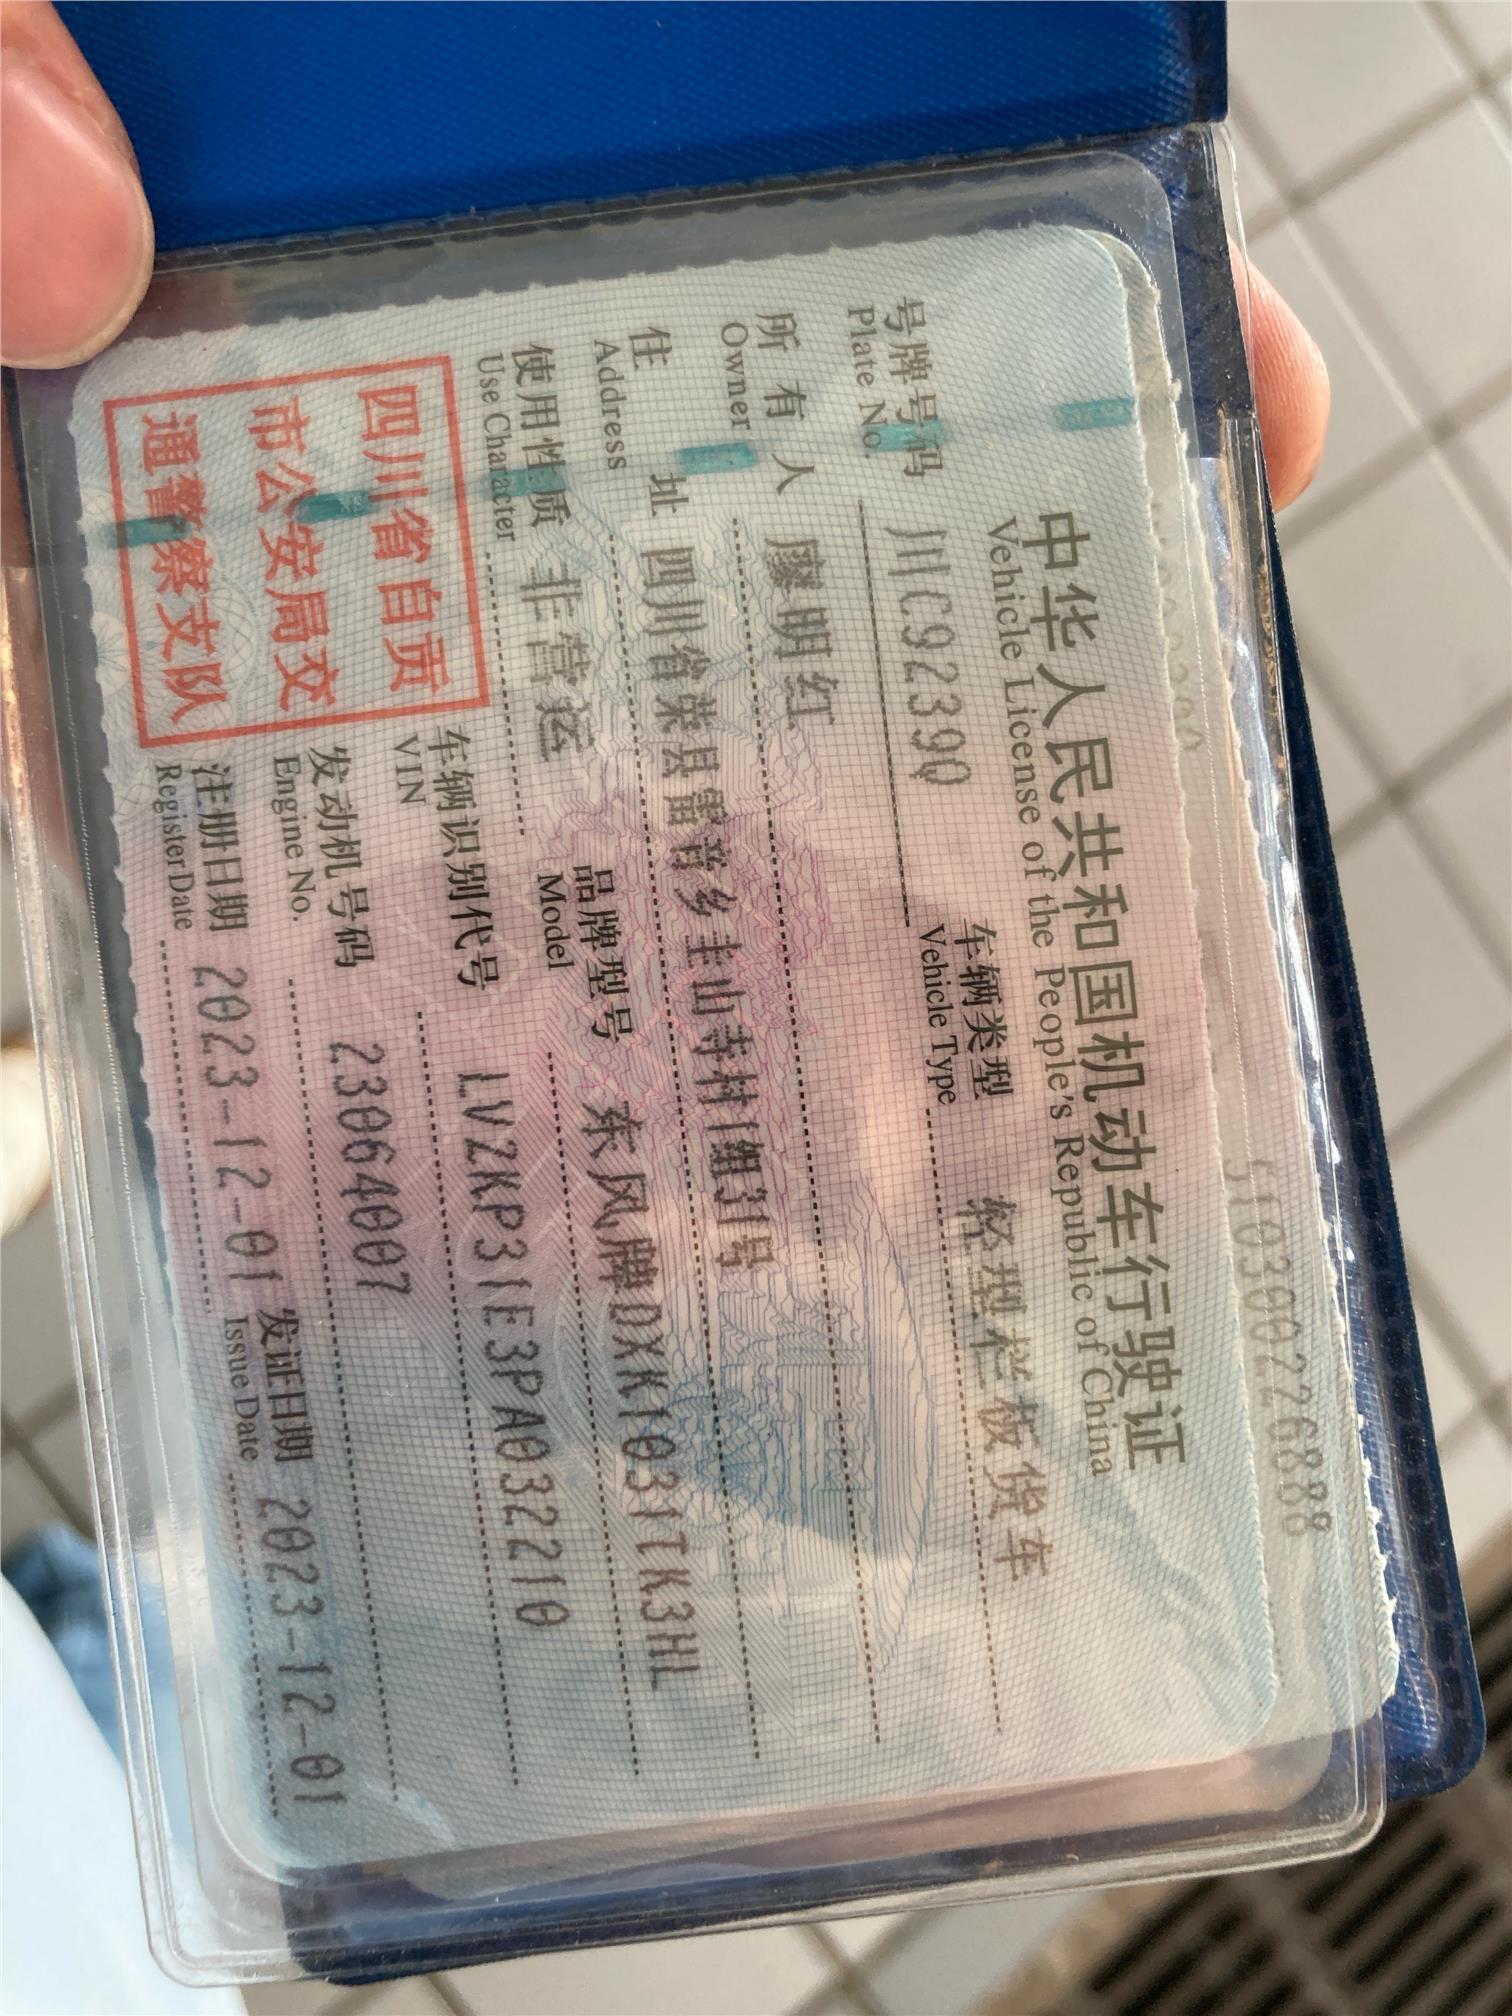 中华人民共和国机动车行驶证
Vehicle License of the People's Republic of China
号牌号码 川C92390 车辆类型 轻型栏板货车
Plate No. Vehicle Type
所有人 廖明红
Owner
住址 四川省荣县雷音乡圭山寺村1组31号
Address
使用性质 非营运 品牌型号 东风牌DXK1031TK3HL
Use Character Model
车辆识别代号 LVZKP31E3PA032210
VIN
发动机号码 23064007
Engine No.
注册日期 2023-12-01 发证日期 2023-12-01
Register Date Issue Date
四川省自贡
市公安局交
通警察支队
5103002226888